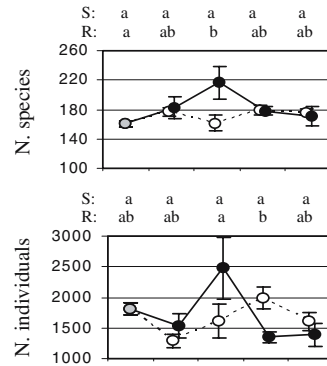 S: a a a a a
R: a ab b ab ab
260
220
180
140
100
N. species
S: a a a a a
R: ab ab a b ab
3000
2500
2000
1500
1000
N. individuals